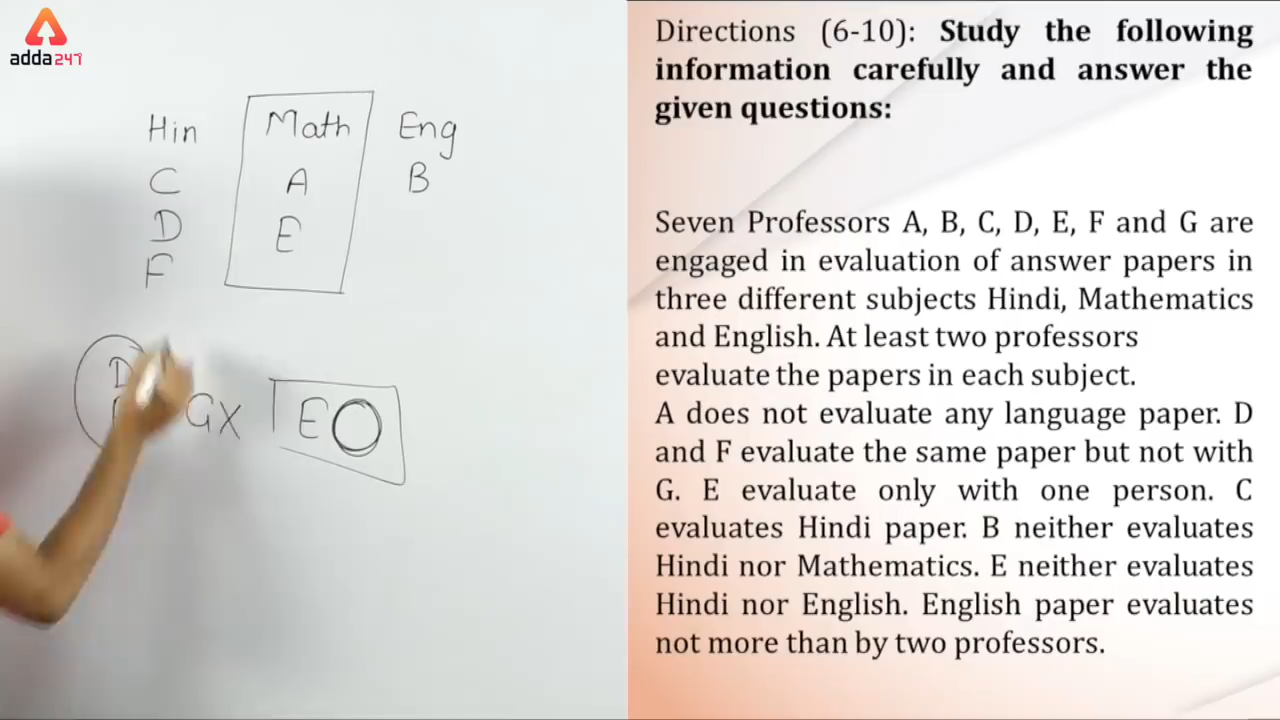 adda247
Hin Math Eng
C A B
D E
F
D GX E
Directions (6-10): Study the following
information carefully and answer the
given questions:
Seven Professors A, B, C, D, E, F and G are
engaged in evaluation of answer papers in
three different subjects Hindi, Mathematics
and English. At least two professors
evaluate the papers in each subject.
A does not evaluate any language paper. D
and F evaluate the same paper but not with
G. E evaluate only with one person. C
evaluates Hindi paper. B neither evaluates
Hindi nor Mathematics. E neither evaluates
Hindi nor English. English paper evaluates
not more than by two professors.